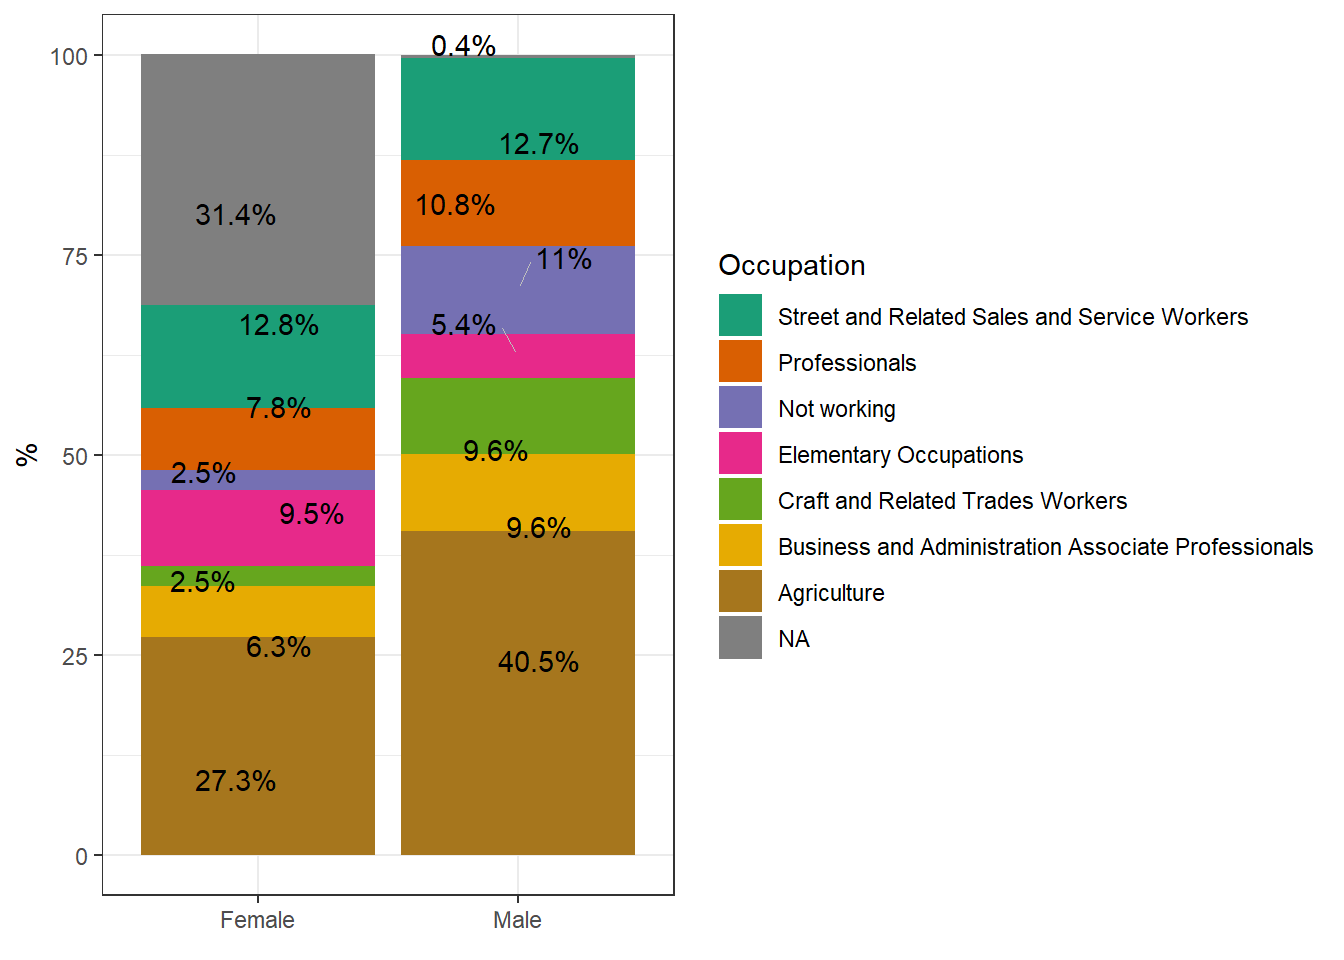 100
75
50
25
0
%
0.4%
12.7%
10.8%
31.4%
11%
12.8%
5.4%
7.8%
9.6%
2.5%
9.5%
9.6%
2.5%
6.3%
40.5%
27.3%
Female
Male
Occupation
Street and Related Sales and Service Workers
Professionals
Not working
Elementary Occupations
Craft and Related Trades Workers
Business and Administration Associate Professionals
Agriculture
NA